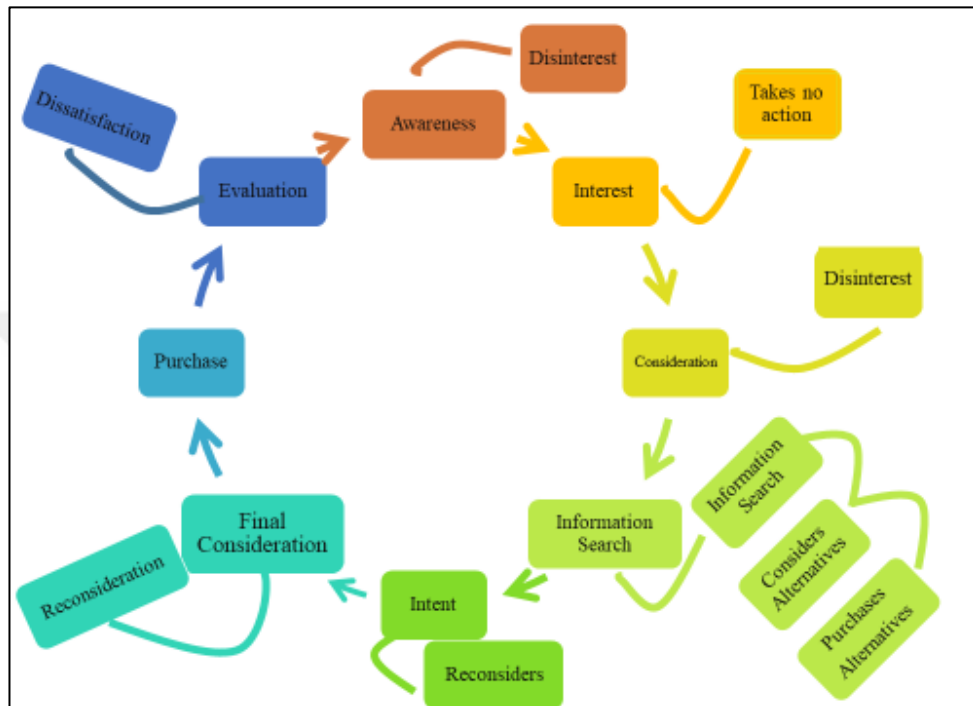 Disinterest
Awareness
Takes no
action
Interest
Disinterest
Consideration
Information
Search
Information
Search
Considers
Alternatives
Purchases
Alternatives
Intent
Reconsiders
Final
Consideration
Reconsideration
Purchase
Evaluation
Dissatisfaction